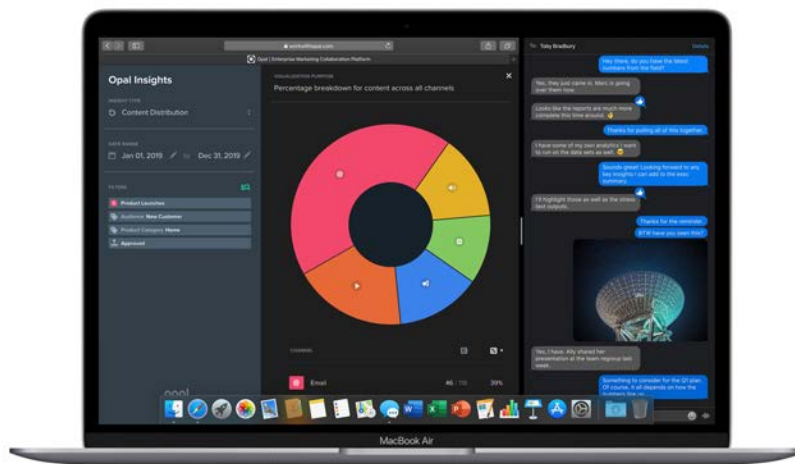 workwithopal.com
Opal | Enterprise Marketing Collaboration Platform
Opal Insights
INSIGHT TYPE
Content Distribution
DATE RANGE
Jan 01, 2019 to Dec 31, 2019
FILTERS
Product Launches
Audience New Customer
Product Category Home
Approved
opal
VISUALIZATION PURPOSE
Percentage breakdown for content across all channels
CHANNEL
Email 46 / 118 39%
To: Toby Bradbury Details
Hey there, do you have the latest
numbers from the field?
Yes, they just came in. Merc is going
over them now.
Looks like the reports are much more
complete this time around.
Thanks for pulling all of this together.
I have some of my own analytics I want
to run on the data sets as well.
Sounds great! Looking forward to any
key insights I can add to the exec
summary.
I'll highlight those as well as the stress
test outputs.
Thanks for the reminder.
BTW have you seen this?
Yes, I have. Ally shared her
presentation at the team regroup last
week.
Something to consider for the Q1 plan.
Of course, it all depends on how the
numbers line up.
MacBook Air